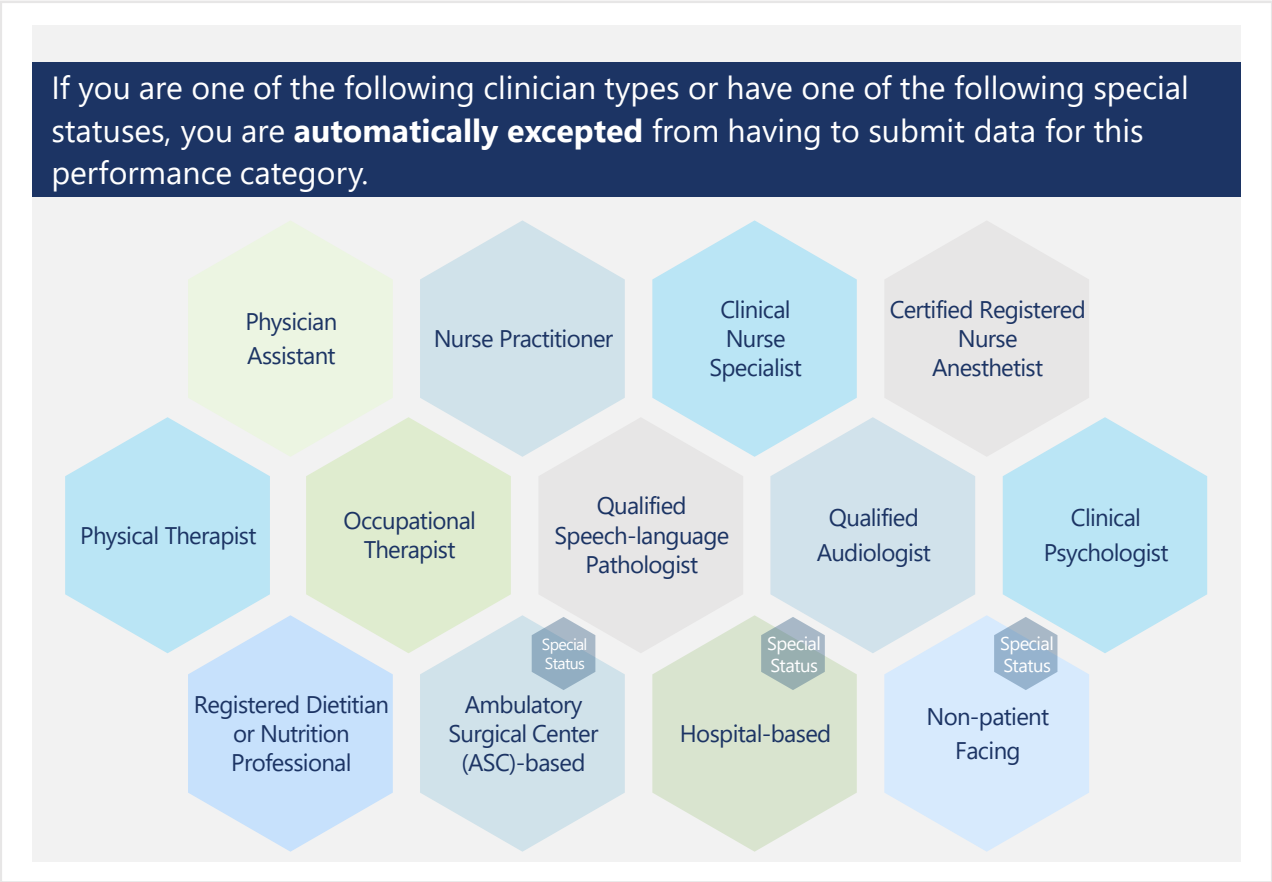 If you are one of the following clinician types or have one of the following special
statuses, you are automatically excepted from having to submit data for this
performance category.
Physician
Assistant
Nurse Practitioner
Clinical
Nurse
Specialist
Certified Registered
Nurse
Anesthetist
Physical Therapist
Occupational
Therapist
Qualified
Speech-language
Pathologist
Qualified
Audiologist
Clinical
Psychologist
Registered Dietitian
or Nutrition
Professional
Special
Status
Ambulatory
Surgical Center
(ASC)-based
Special
Status
Hospital-based
Special
Status
Non-patient
Facing